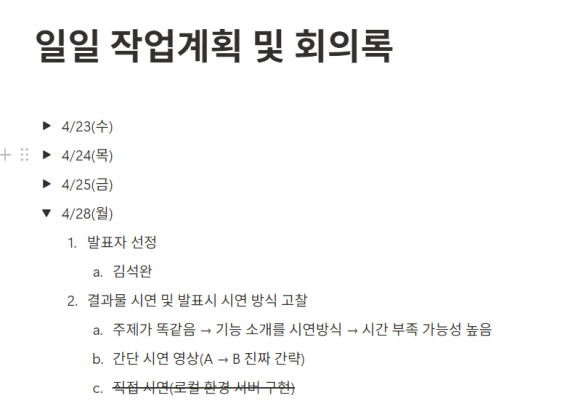 일일 작업계획 및 회의록
4/23(수)
4/24(목)
4/25(금)
4/28(월)
1. 발표자 선정
a. 김석완
2. 결과물 시연 및 발표시 시연 방식 고찰
a. 주제가 똑같음 → 기능 소개를 시연방식 → 시간 부족 가능성 높음
b. 간단 시연 영상(A → B 진짜 간략)
c. 직접 시연(로컬 환경 서버 구현)